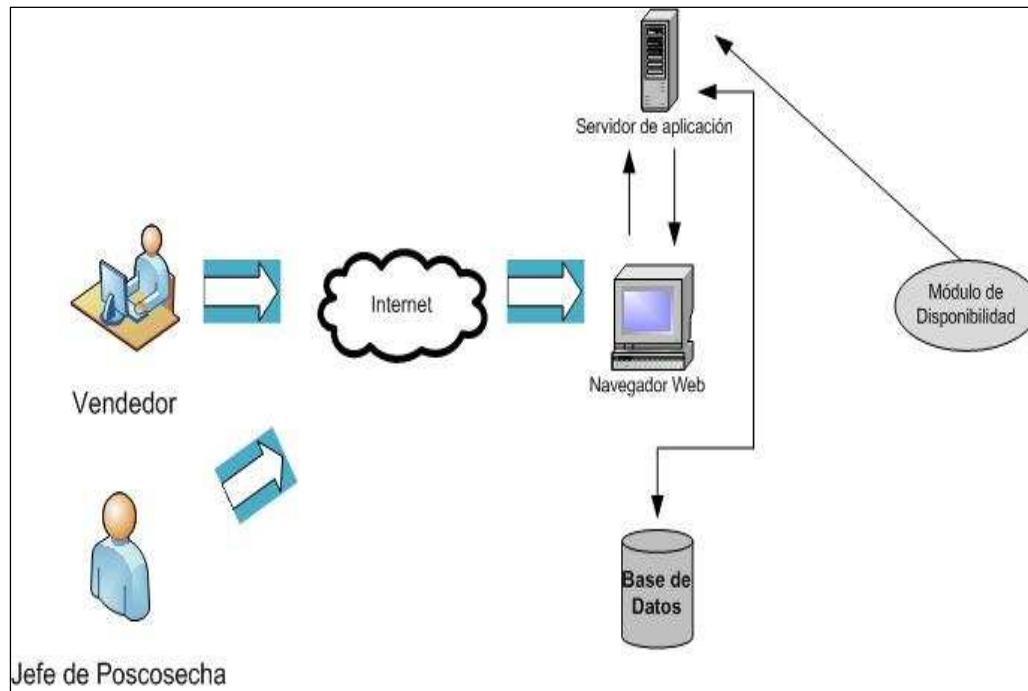 Servidor de aplicación
Internet
Módulo de
Disponibilidad
Navegador Web
Vendedor
Base de
Datos
Jefe de Poscosecha